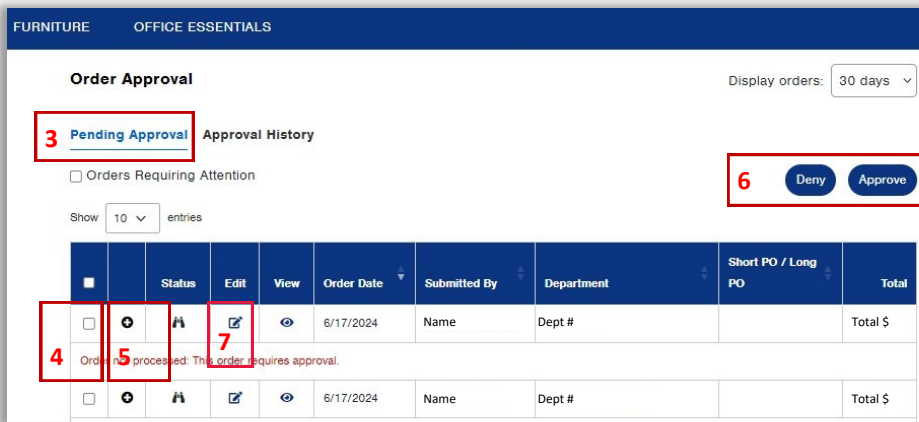 FURNITURE OFFICE ESSENTIALS
Order Approval
Display orders: 30 days
3 Pending Approval Approval History
Orders Requiring Attention
6 Deny Approve
Show 10 entries
Status Edit View Order Date Submitted By Department Short PO / Long PO Total
6/17/2024 Name Dept # Total $
4 5 7
Order not processed: This order requires approval.
6/17/2024 Name Dept # Total $